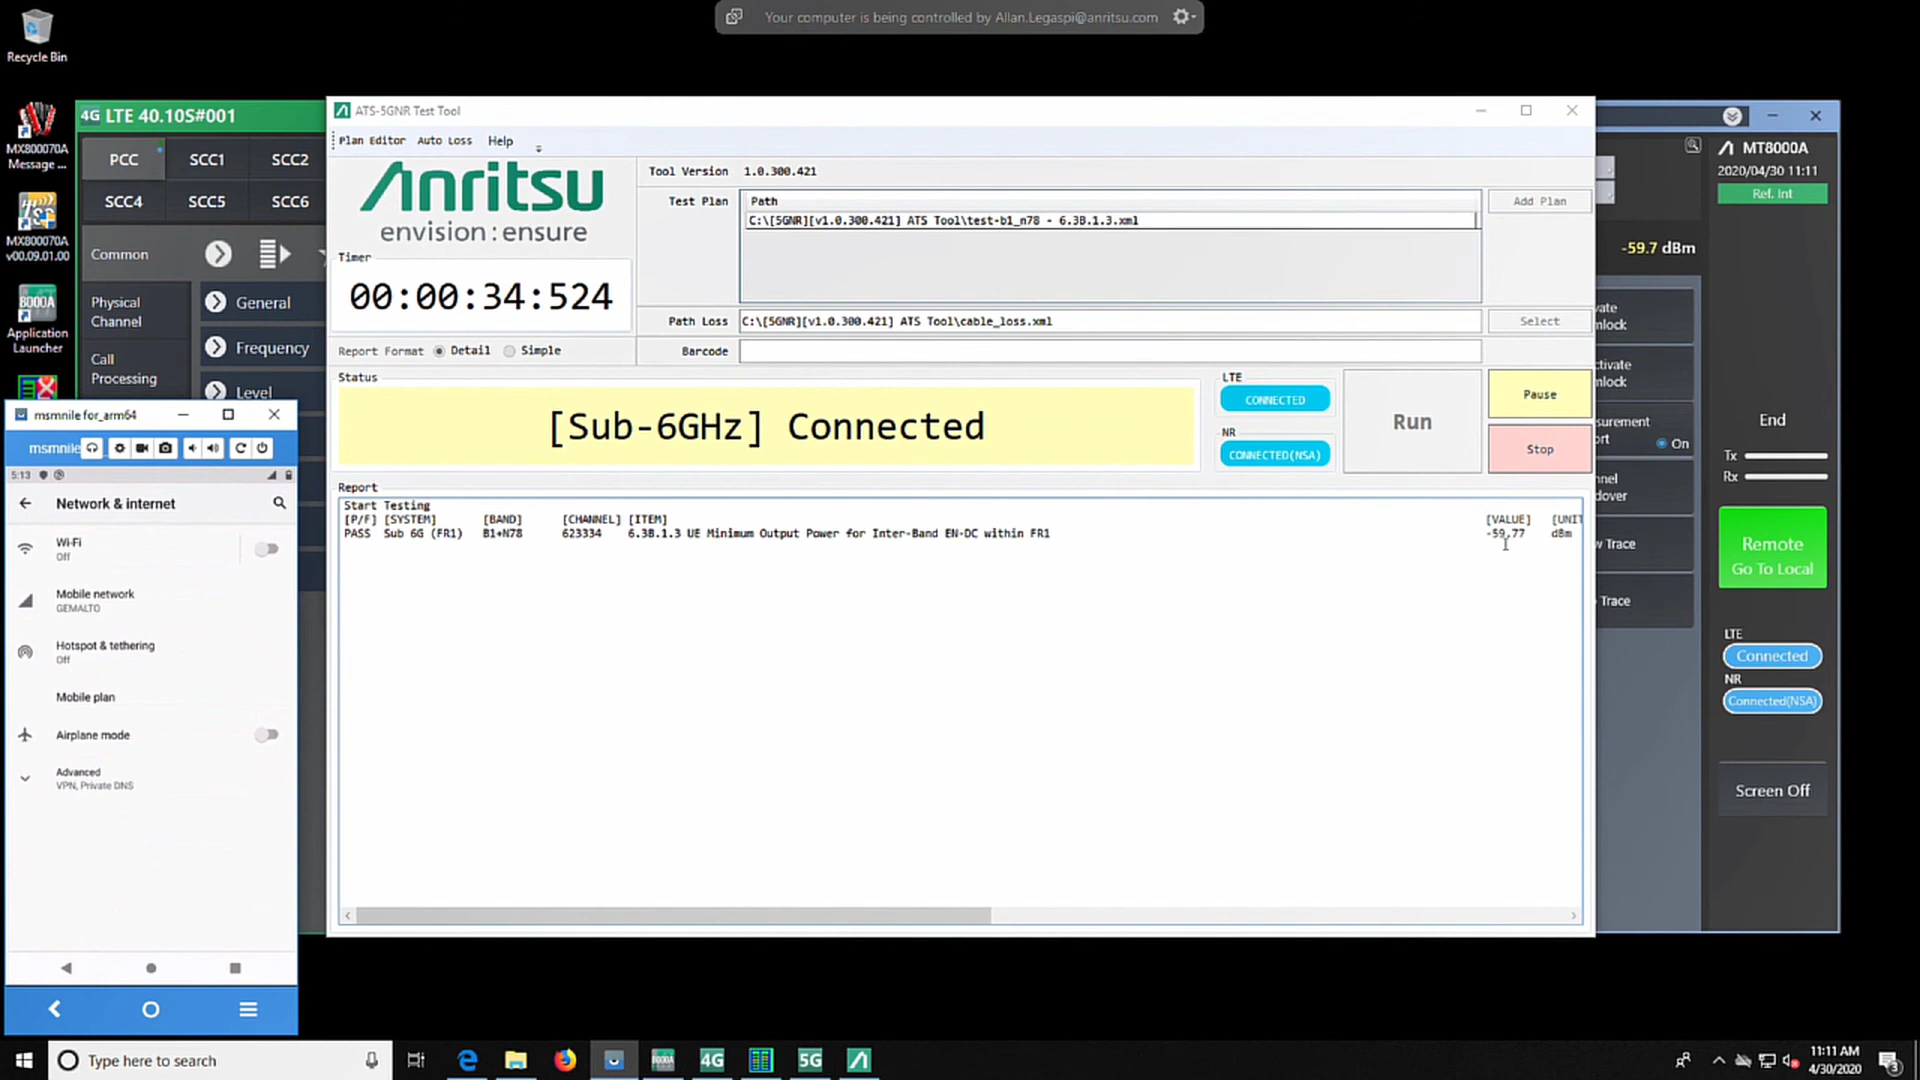 Your computer is being controlled by Allan.Legaspi@anritsu.com
Recycle Bin
MX800070A
Message ...
MX800070A
v00.09.01.00
8000A
Application
Launcher
4G LTE 40.10S#001
PCC SCC1 SCC2
SCC4 SCC5 SCC6
Common
Physical
Channel
General
Frequency
Call
Processing
Level
ATS-5GNR Test Tool
Plan Editor Auto Loss Help
Anritsu
envision : ensure
Timer
00:00:34:524
Report Format Detail Simple
Tool Version 1.0.300.421
Test Plan Path Add Plan
C:\[5GNR][v1.0.300.421] ATS Tool\test-b1_n78 - 6.3B.1.3.xml
Path Loss C:\[5GNR][v1.0.300.421] ATS Tool\cable_loss.xml Select
Barcode
Status
[Sub-6GHz] Connected
LTE
CONNECTED
NR
CONNECTED(NSA)
Run
Pause
Stop
Report
Start Testing
[P/F] [SYSTEM] [BAND] [CHANNEL] [ITEM] [VALUE] [UNIT
PASS Sub 6G (FR1) B1+N78 623334 6.3B.1.3 UE Minimum Output Power for Inter-Band EN-DC within FR1 -59.77 dBm
msmnile for_arm64
msmnile
5:13
Network & internet
Wi-Fi
Off
Mobile network
GEMALTO
Hotspot & tethering
Off
Mobile plan
Airplane mode
Advanced
VPN, Private DNS
MT8000A
2020/04/30 11:11
Ref. Int
-59.7 dBm
On
End
Tx
Rx
Trace
Remote
Go To Local
LTE
Connected
NR
Connected(NSA)
Screen Off
Type here to search
8000A
4G
5G
11:11 AM
4/30/2020
3